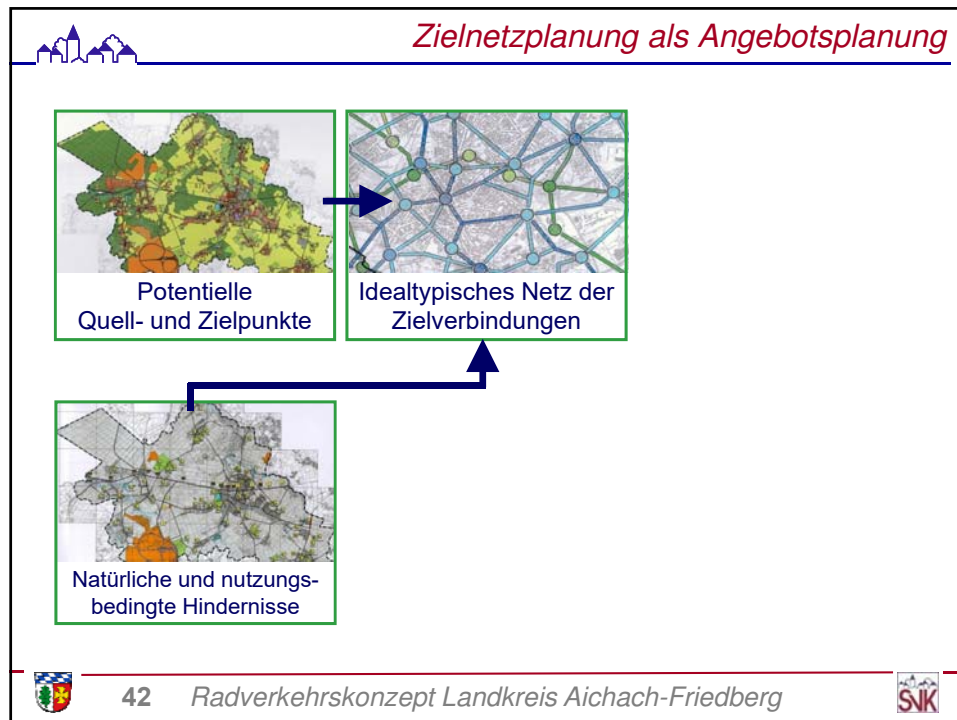 Zielnetzplanung als Angebotsplanung
Potentielle
Quell- und Zielpunkte
Idealtypisches Netz der
Zielverbindungen
Natürliche und nutzungs-
bedingte Hindernisse
42 Radverkehrskonzept Landkreis Aichach-Friedberg
SVK